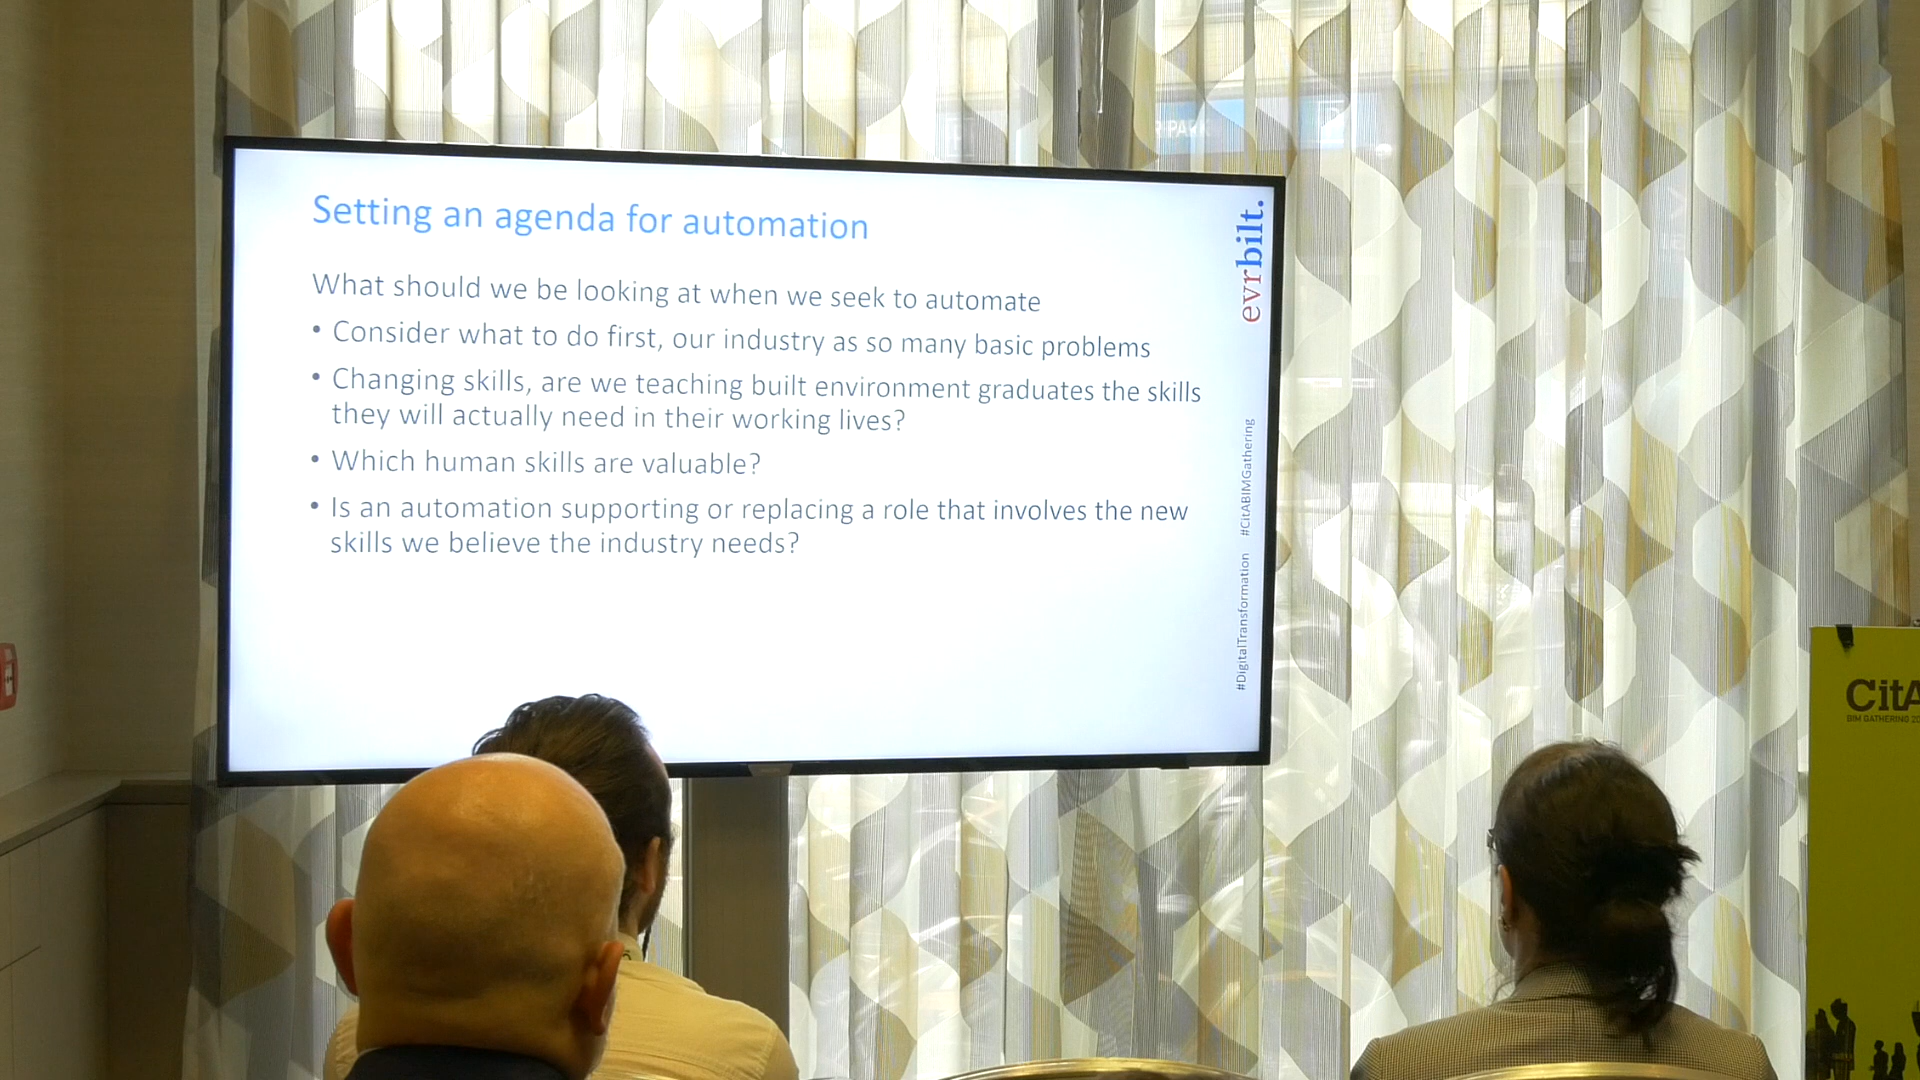 Setting an agenda for automation
What should we be looking at when we seek to automate
• Consider what to do first, our industry as so many basic problems
• Changing skills, are we teaching built environment graduates the skills
they will actually need in their working lives?
• Which human skills are valuable?
• Is an automation supporting or replacing a role that involves the new
skills we believe the industry needs?
evrbilt.
#DigitalTransformation #CitABIMGathering
PARK
CitA
BIM GATHERING